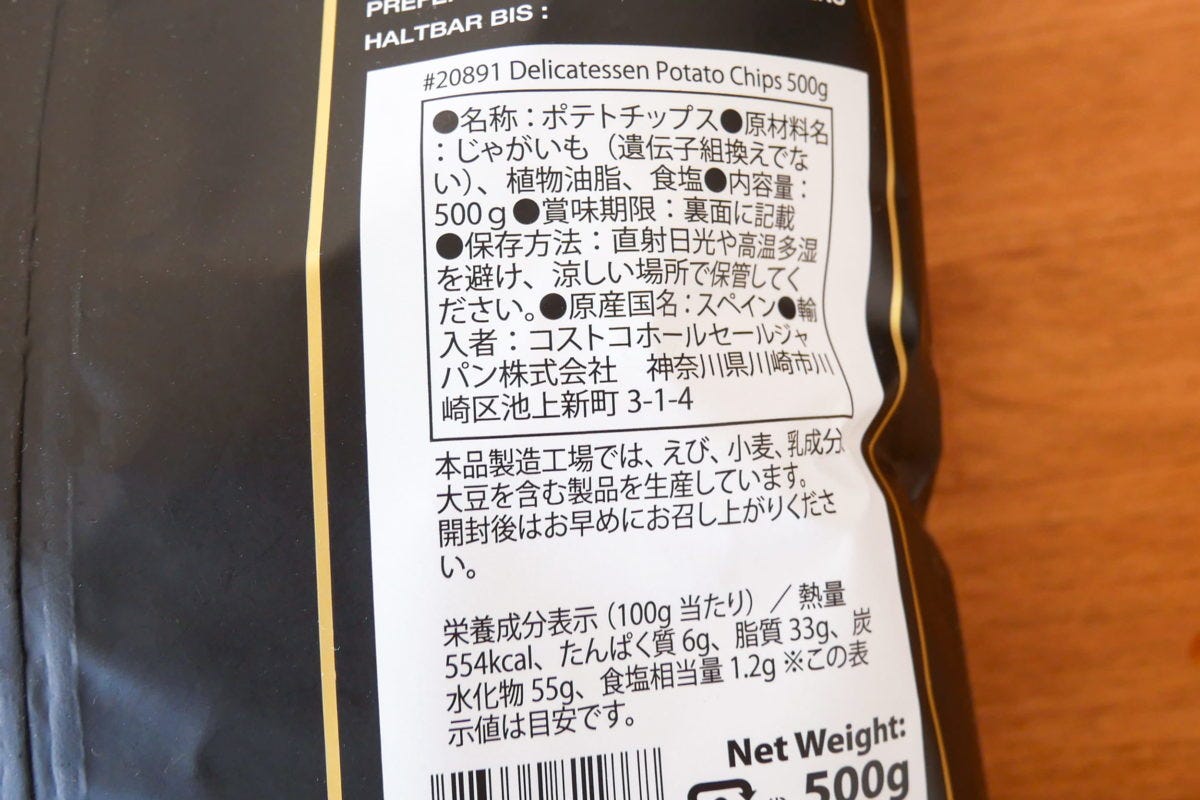 HALTBAR BIS :
#20891 Delicatessen Potato Chips 500g
●名称：ポテトチップス●原材料名
：じゃがいも（遺伝子組換えでな
い）、植物油脂、食塩●内容量：
500ｇ●賞味期限：裏面に記載
●保存方法：直射日光や高温多湿
を避け、涼しい場所で保管してく
ださい。●原産国名：スペイン●輸
入者：コストコホールセールジャ
パン株式会社　神奈川県川崎市川
崎区池上新町 3-1-4
本品製造工場では、えび、小麦、乳成分、
大豆を含む製品を生産しています。
開封後はお早めにお召し上がりくださ
い。
栄養成分表示（100g 当たり）／熱量
554kcal、たんぱく質 6g、脂質 33g、炭
水化物 55g、食塩相当量 1.2g ※この表
示値は目安です。
Net Weight:
500g